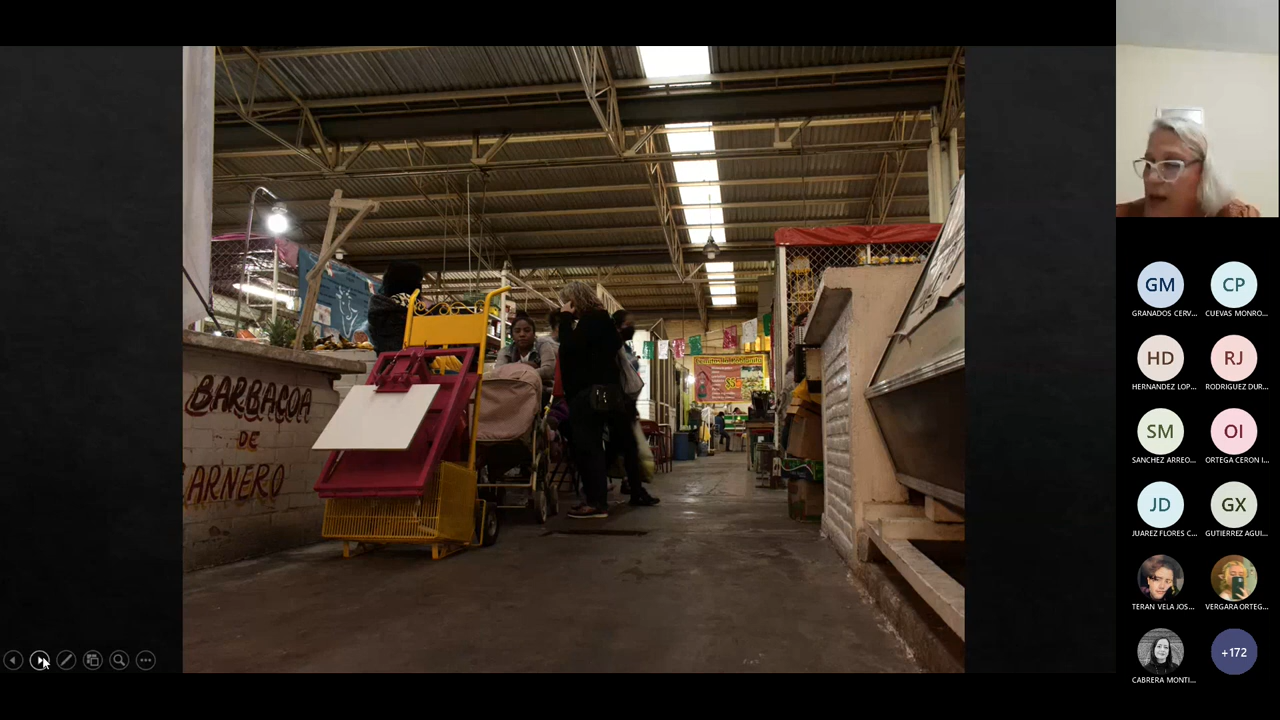 BARBACOA
DE
ARNERO
$5
GM
GRANADOS CERV...
CP
CUEVAS MONRO...
HD
HERNANDEZ LOP...
RJ
RODRIGUEZ DUR...
SM
SANCHEZ ARREO...
OI
ORTEGA CERON I...
JD
JUAREZ FLORES C...
GX
GUTIERREZ AGUI...
TERAN VELA JOS...
VERGARA ORTEG...
CABRERA MONTI...
+172